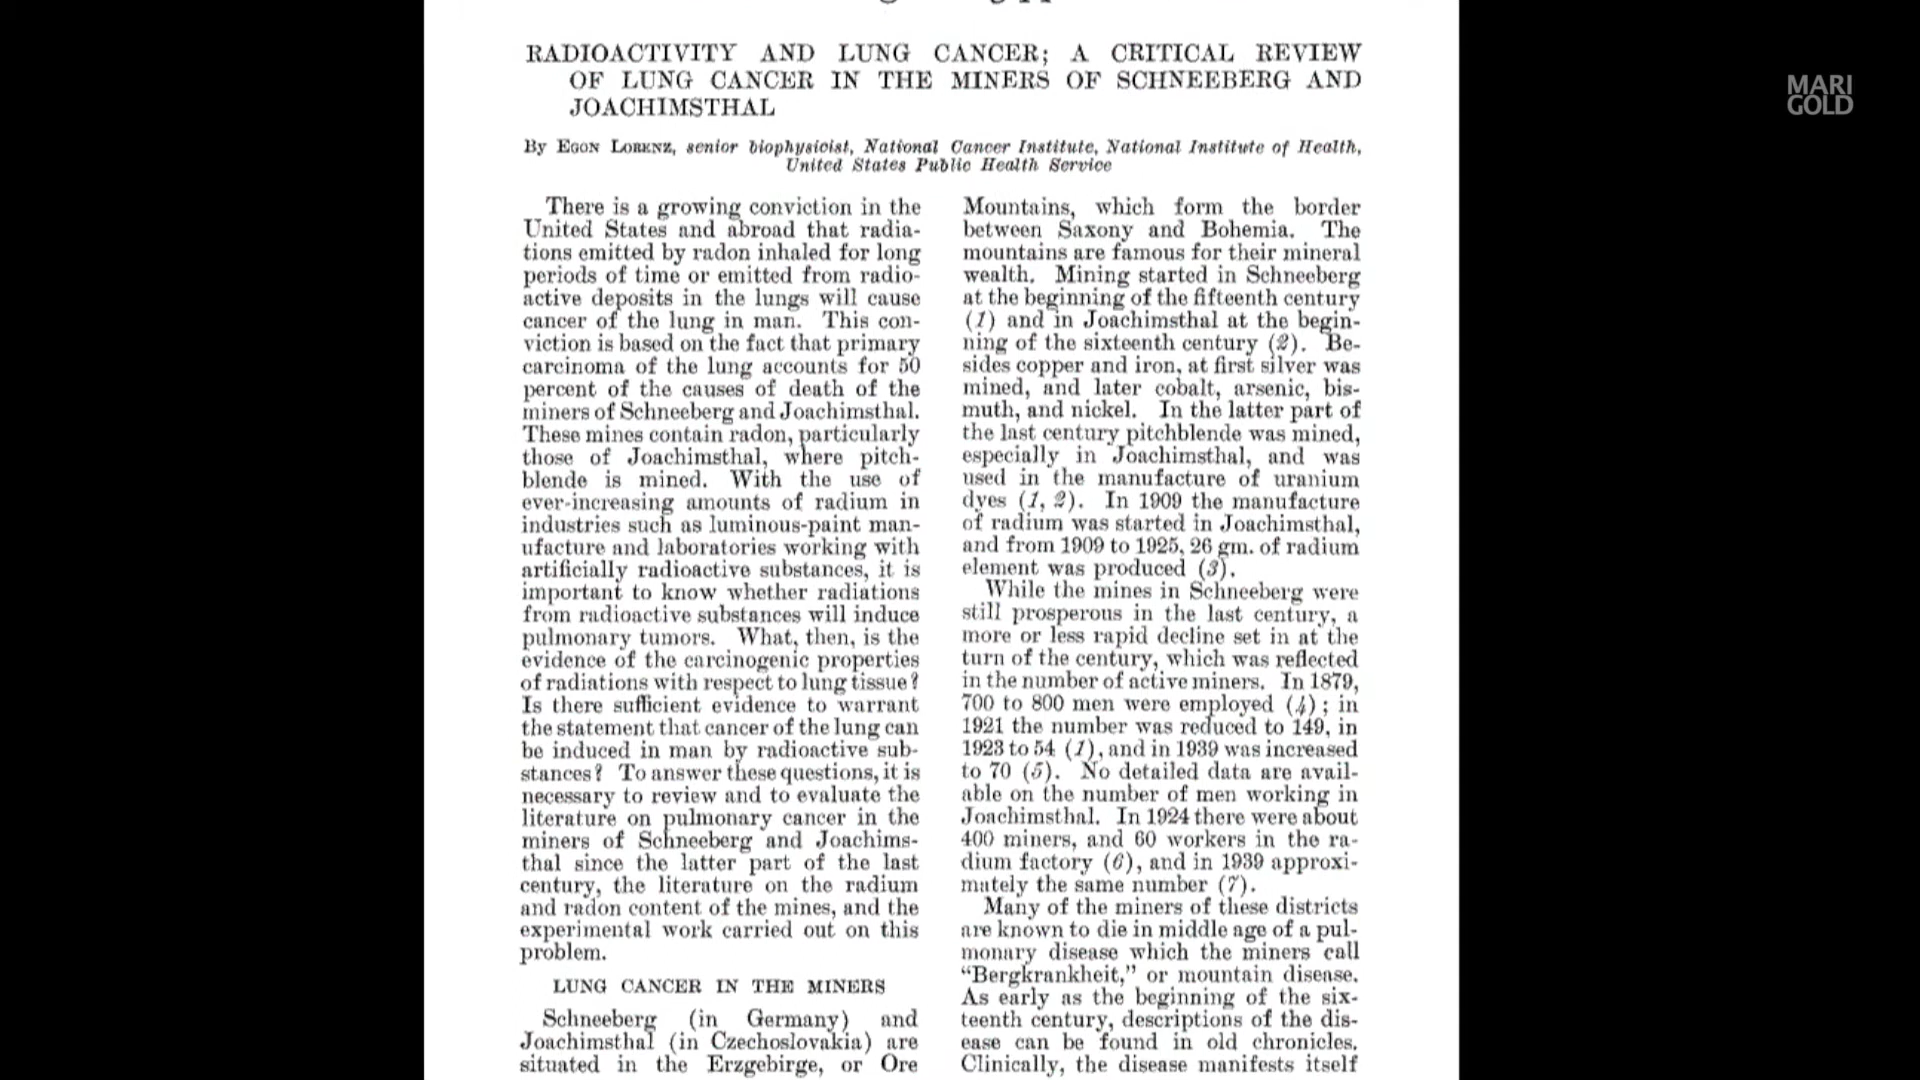 RADIOACTIVITY AND LUNG CANCER; A CRITICAL REVIEW
OF LUNG CANCER IN THE MINERS OF SCHNEEBERG AND
JOACHIMSTHAL
By EGON LORENZ, senior biophysicist, National Cancer Institute, National Institute of Health,
United States Public Health Service
There is a growing conviction in the
United States and abroad that radia-
tions emitted by radon inhaled for long
periods of time or emitted from radio-
active deposits in the lungs will cause
cancer of the lung in man. This con-
viction is based on the fact that primary
carcinoma of the lung accounts for 50
percent of the causes of death of the
miners of Schneeberg and Joachimsthal.
These mines contain radon, particularly
those of Joachimsthal, where pitch-
blende is mined. With the use of
ever-increasing amounts of radium in
industries such as luminous-paint man-
ufacture and laboratories working with
artificially radioactive substances, it is
important to know whether radiations
from radioactive substances will induce
pulmonary tumors. What, then, is the
evidence of the carcinogenic properties
of radiations with respect to lung tissue?
Is there sufficient evidence to warrant
the statement that cancer of the lung can
be induced in man by radioactive sub-
stances? To answer these questions, it is
necessary to review and to evaluate the
literature on pulmonary cancer in the
miners of Schneeberg and Joachims-
thal since the latter part of the last
century, the literature on the radium
and radon content of the mines, and the
experimental work carried out on this
problem.
LUNG CANCER IN THE MINERS
Schneeberg (in Germany) and
Joachimsthal (in Czechoslovakia) are
situated in the Erzgebirge, or Ore
Mountains, which form the border
between Saxony and Bohemia. The
mountains are famous for their mineral
wealth. Mining started in Schneeberg
at the beginning of the fifteenth century
(1) and in Joachimsthal at the begin-
ning of the sixteenth century (2). Be-
sides copper and iron, at first silver was
mined, and later cobalt, arsenic, bis-
muth, and nickel. In the latter part of
the last century pitchblende was mined,
especially in Joachimsthal, and was
used in the manufacture of uranium
dyes (1, 2). In 1909 the manufacture
of radium was started in Joachimsthal,
and from 1909 to 1925, 26 gm. of radium
element was produced (3).
While the mines in Schneeberg were
still prosperous in the last century, a
more or less rapid decline set in at the
turn of the century, which was reflected
in the number of active miners. In 1879,
700 to 800 men were employed (4); in
1921 the number was reduced to 149, in
1923 to 54 (1), and in 1939 was increased
to 70 (5). No detailed data are avail-
able on the number of men working in
Joachimsthal. In 1924 there were about
400 miners, and 60 workers in the ra-
dium factory (6), and in 1939 approxi-
mately the same number (7).
Many of the miners of these districts
are known to die in middle age of a pul-
monary disease which the miners call
"Bergkrankheit," or mountain disease.
As early as the beginning of the six-
teenth century, descriptions of the dis-
ease can be found in old chronicles.
Clinically, the disease manifests itself
MARI
GOLD